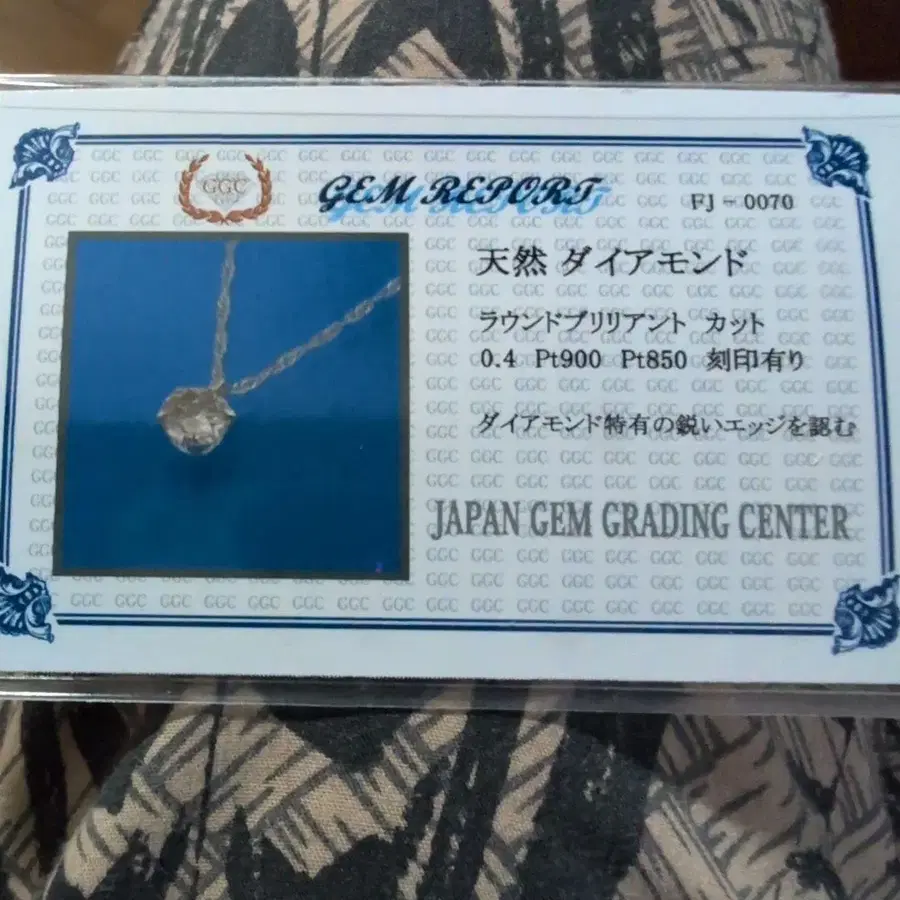 GGC
GEM REPORT
FJ-0070
天然 ダイアモンド
ラウンドブリリアント カット
0.4 Pt900 Pt850 刻印有り
ダイアモンド特有の鋭いエッジを認む
JAPAN GEM GRADING CENTER